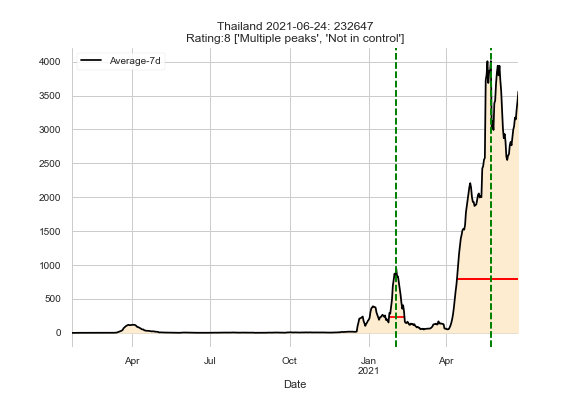 Thailand 2021-06-24: 232647
Rating:8 ['Multiple peaks', 'Not in control']
Average-7d
4000
3500
3000
2500
2000
1500
1000
500
0
Apr
Jul
Oct
Jan
2021
Apr
Date